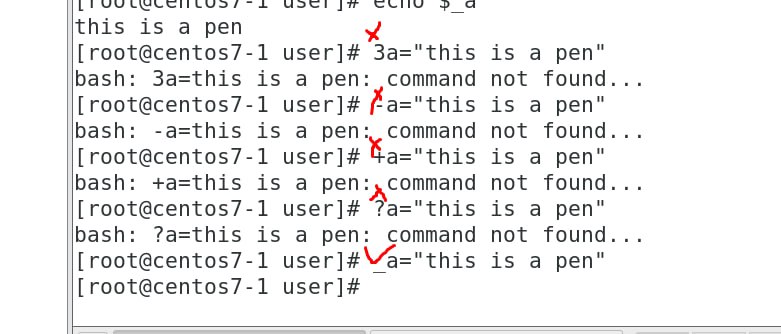 [root@centos7-1 user]# echo $_a
this is a pen
[root@centos7-1 user]# 3a="this is a pen"
bash: 3a=this is a pen: command not found...
[root@centos7-1 user]# -a="this is a pen"
bash: -a=this is a pen: command not found...
[root@centos7-1 user]# +a="this is a pen"
bash: +a=this is a pen: command not found...
[root@centos7-1 user]# ?a="this is a pen"
bash: ?a=this is a pen: command not found...
[root@centos7-1 user]# _a="this is a pen"
[root@centos7-1 user]#